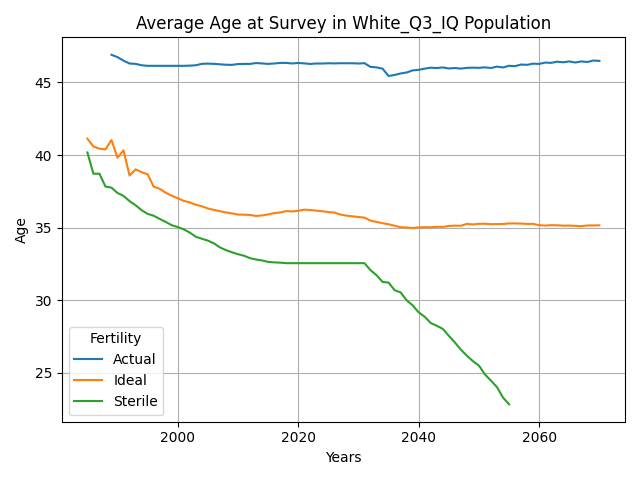 Average Age at Survey in White_Q3_IQ Population
Age
45
40
35
30
25
Fertility
Actual
Ideal
Sterile
2000
2020
2040
2060
Years